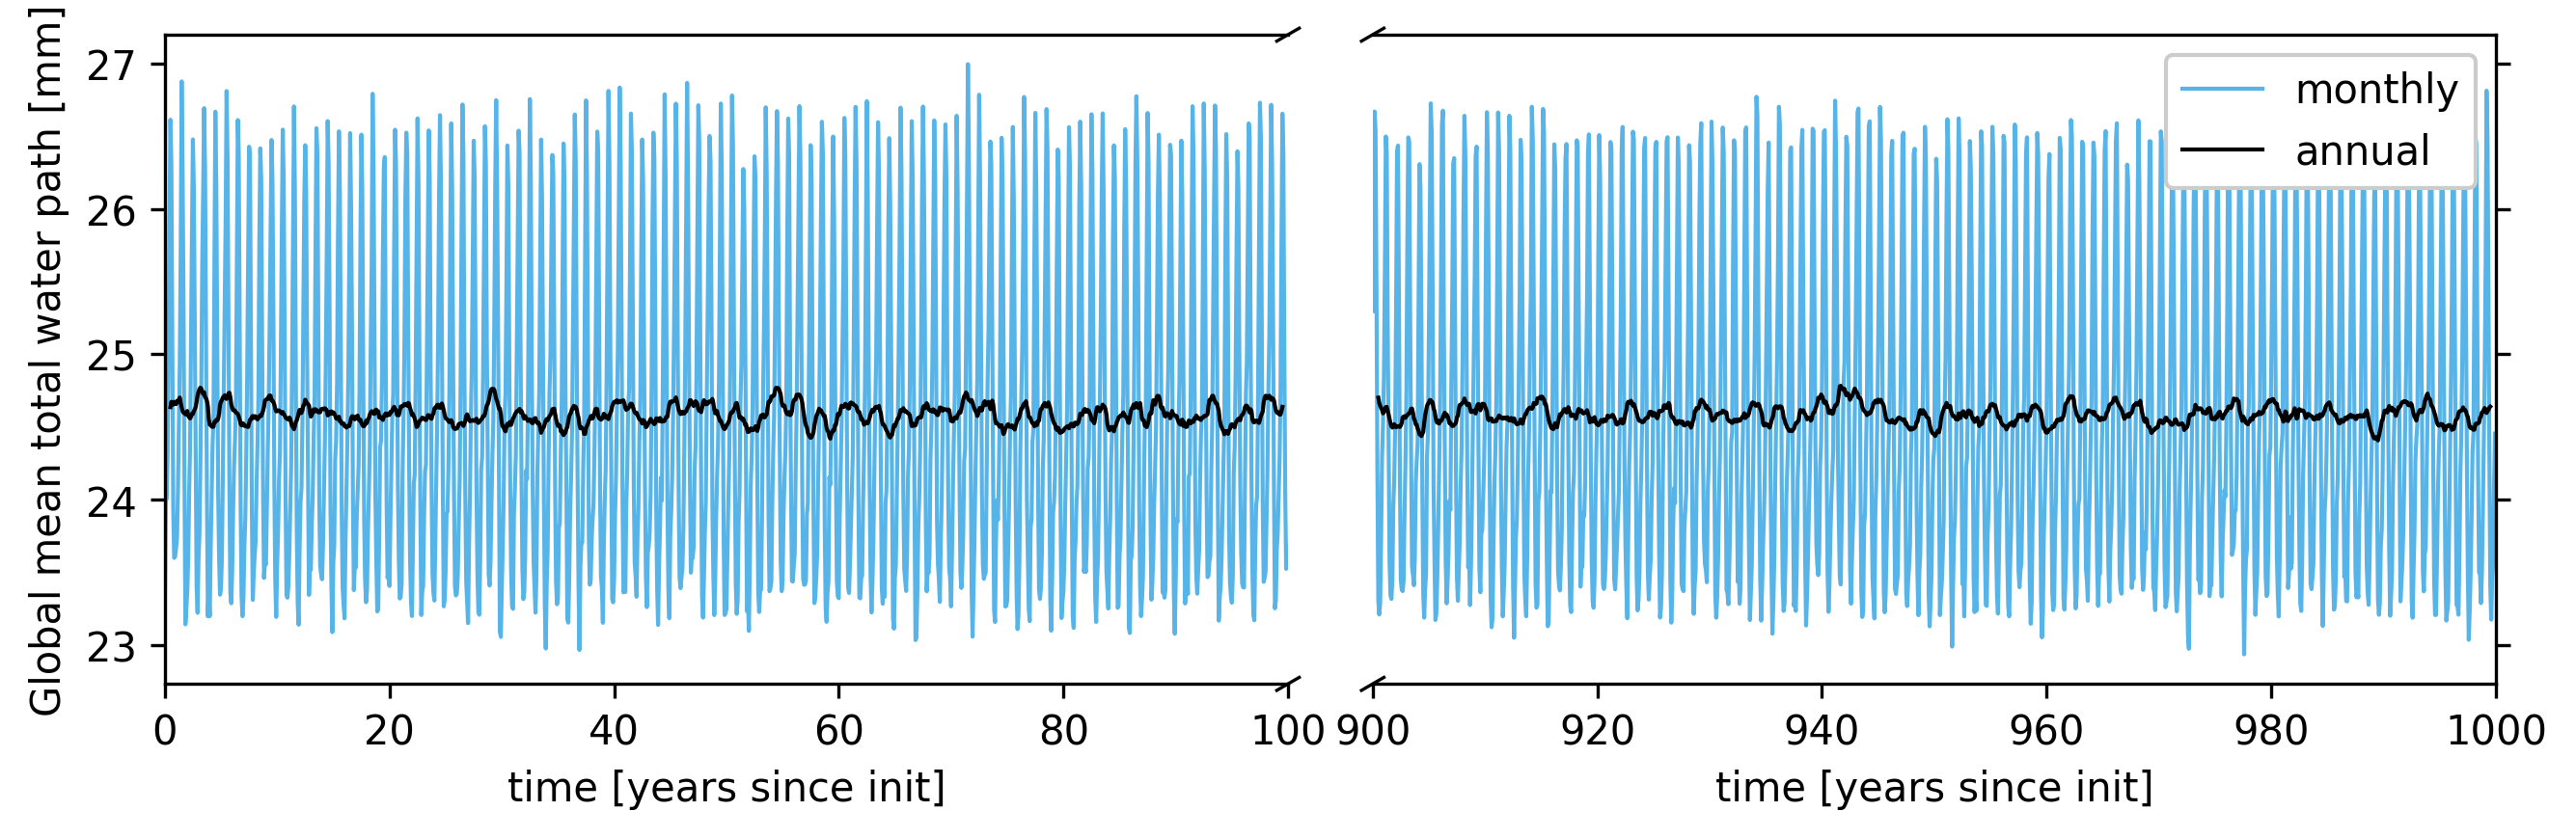 Global mean total water path [mm]
27
26
25
24
23
monthly
annual
0 20 40 60 80 100 900 920 940 960 980 1000
time [years since init] time [years since init]